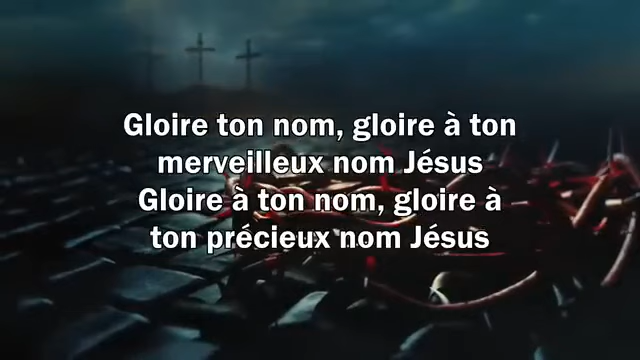 Gloire ton nom, gloire à ton
merveilleux nom Jésus
Gloire à ton nom, gloire à
ton précieux nom Jésus